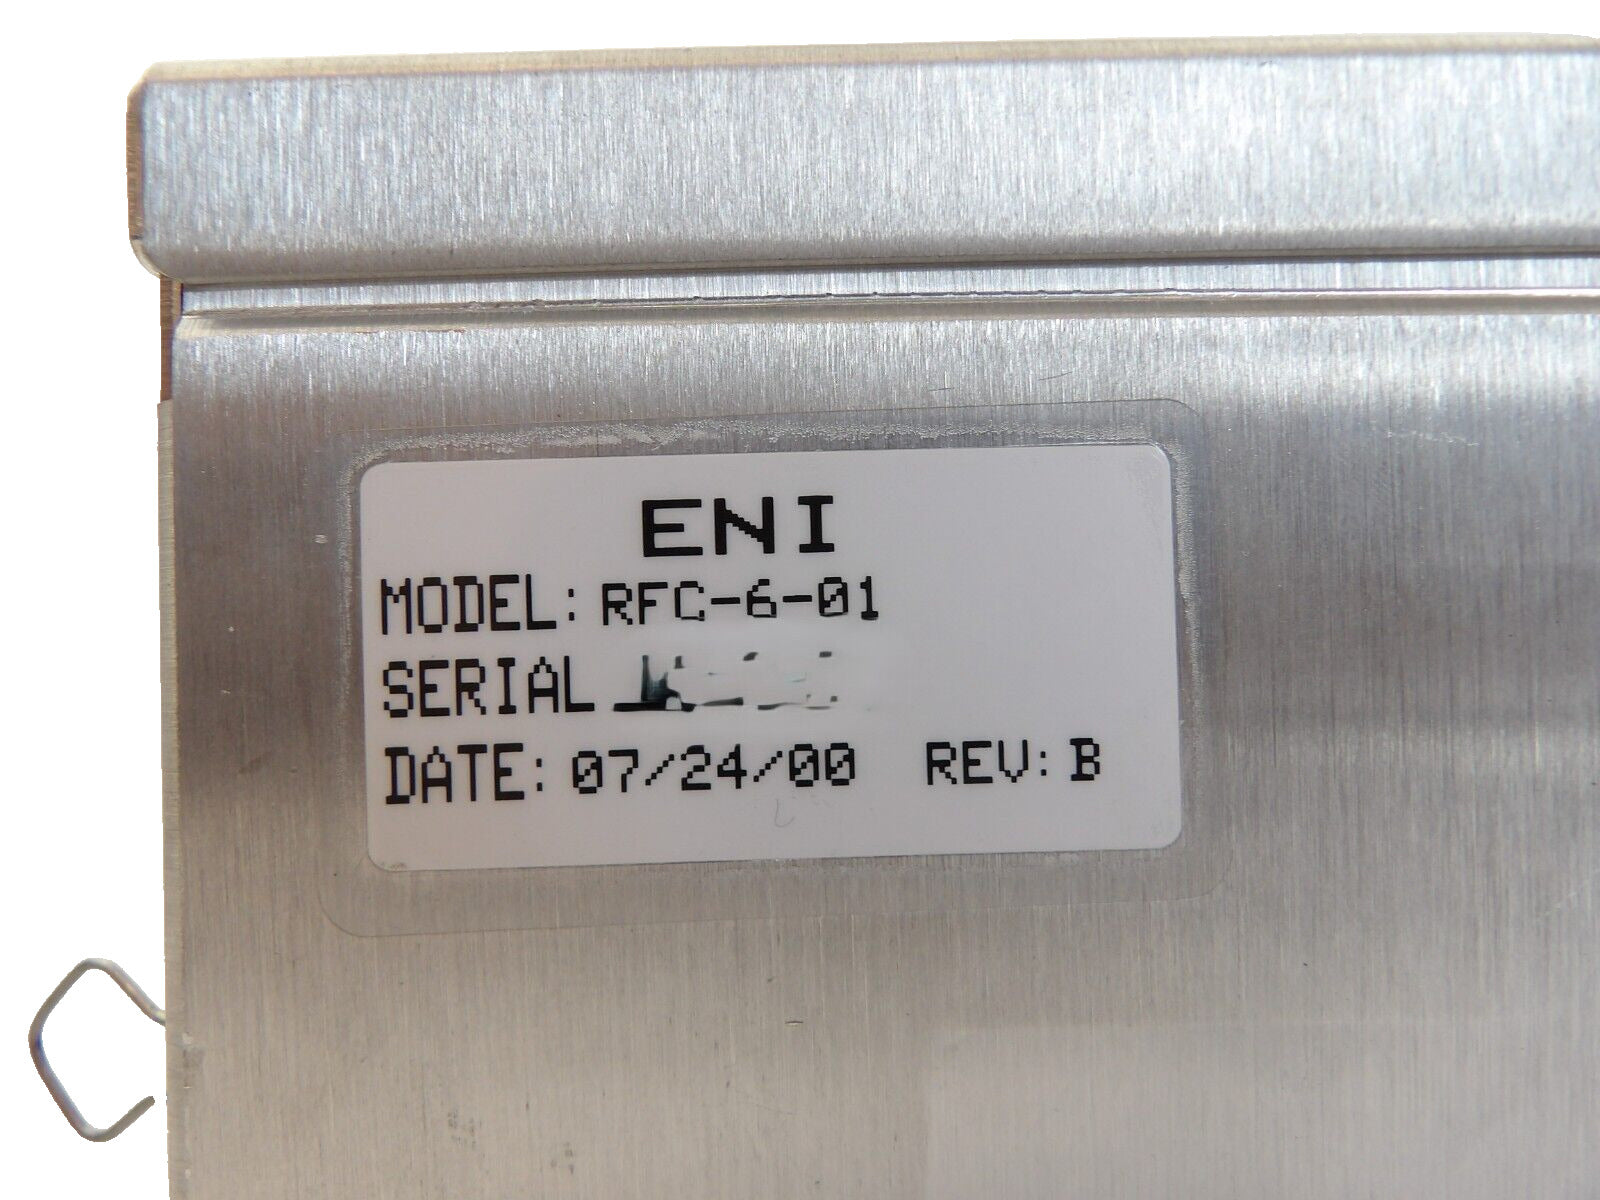 ENI
MODEL: RFC-6-01
SERIAL
DATE: 07/24/00 REV: B